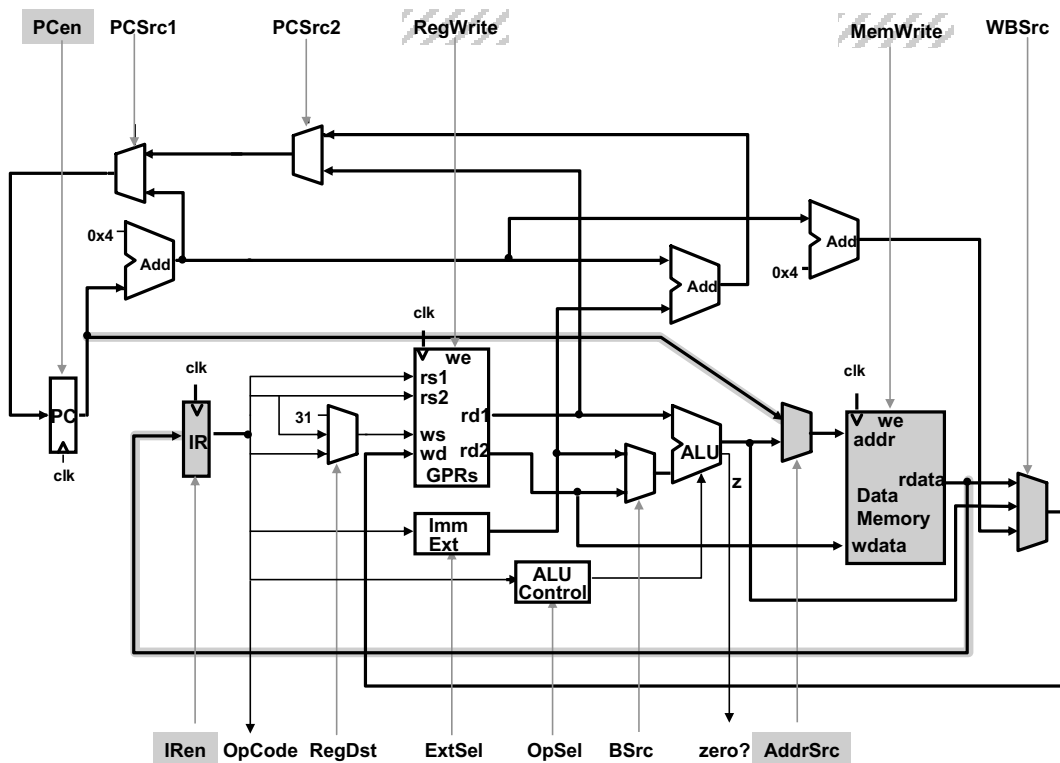 PCen PCSrc1 PCSrc2 RegWrite MemWrite WBSrc
0x4
Add
Add
0x4
Add
clk
we
clk
PC
clk
IR
rs1
rs2
31
rd1
ws
wd
rd2
GPRs
ALU
z
clk
we
addr
rdata
Data
Memory
wdata
Imm
Ext
ALU
Control
IRen OpCode RegDst ExtSel OpSel BSrc zero? AddrSrc